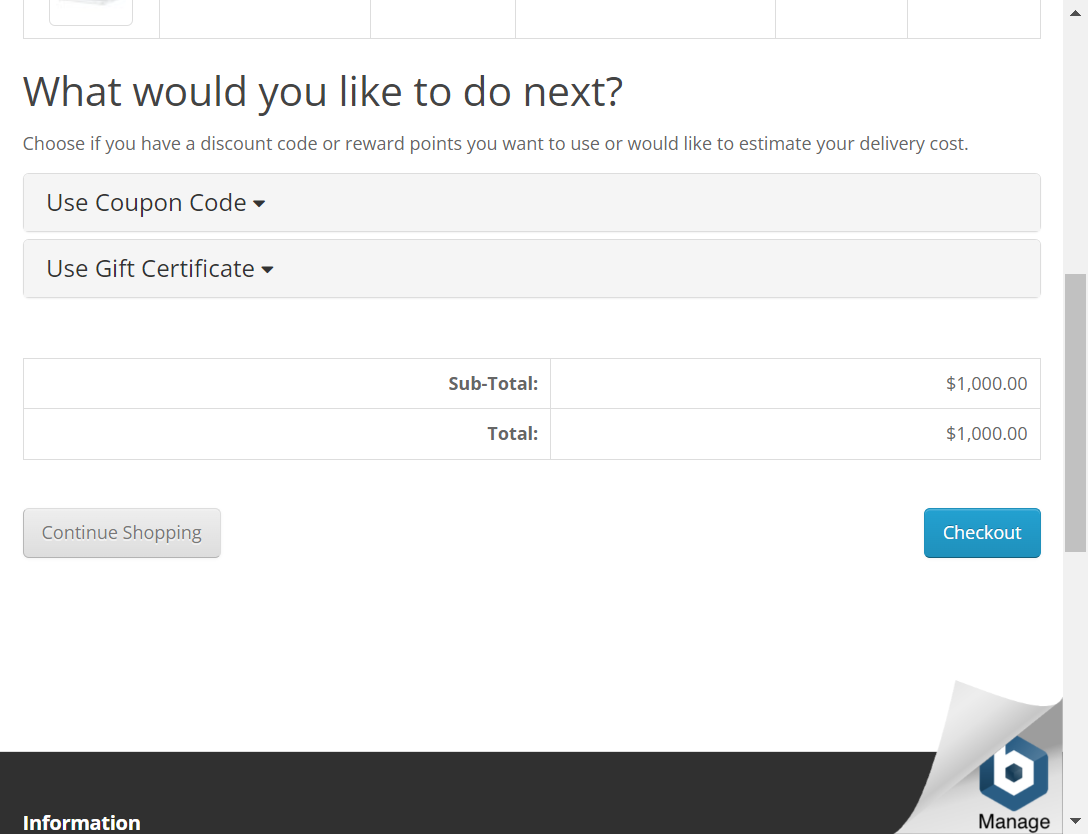 What would you like to do next?
Choose if you have a discount code or reward points you want to use or would like to estimate your delivery cost.
Use Coupon Code
Use Gift Certificate
Sub-Total: $1,000.00
Total: $1,000.00
Continue Shopping Checkout
b
Manage
Information